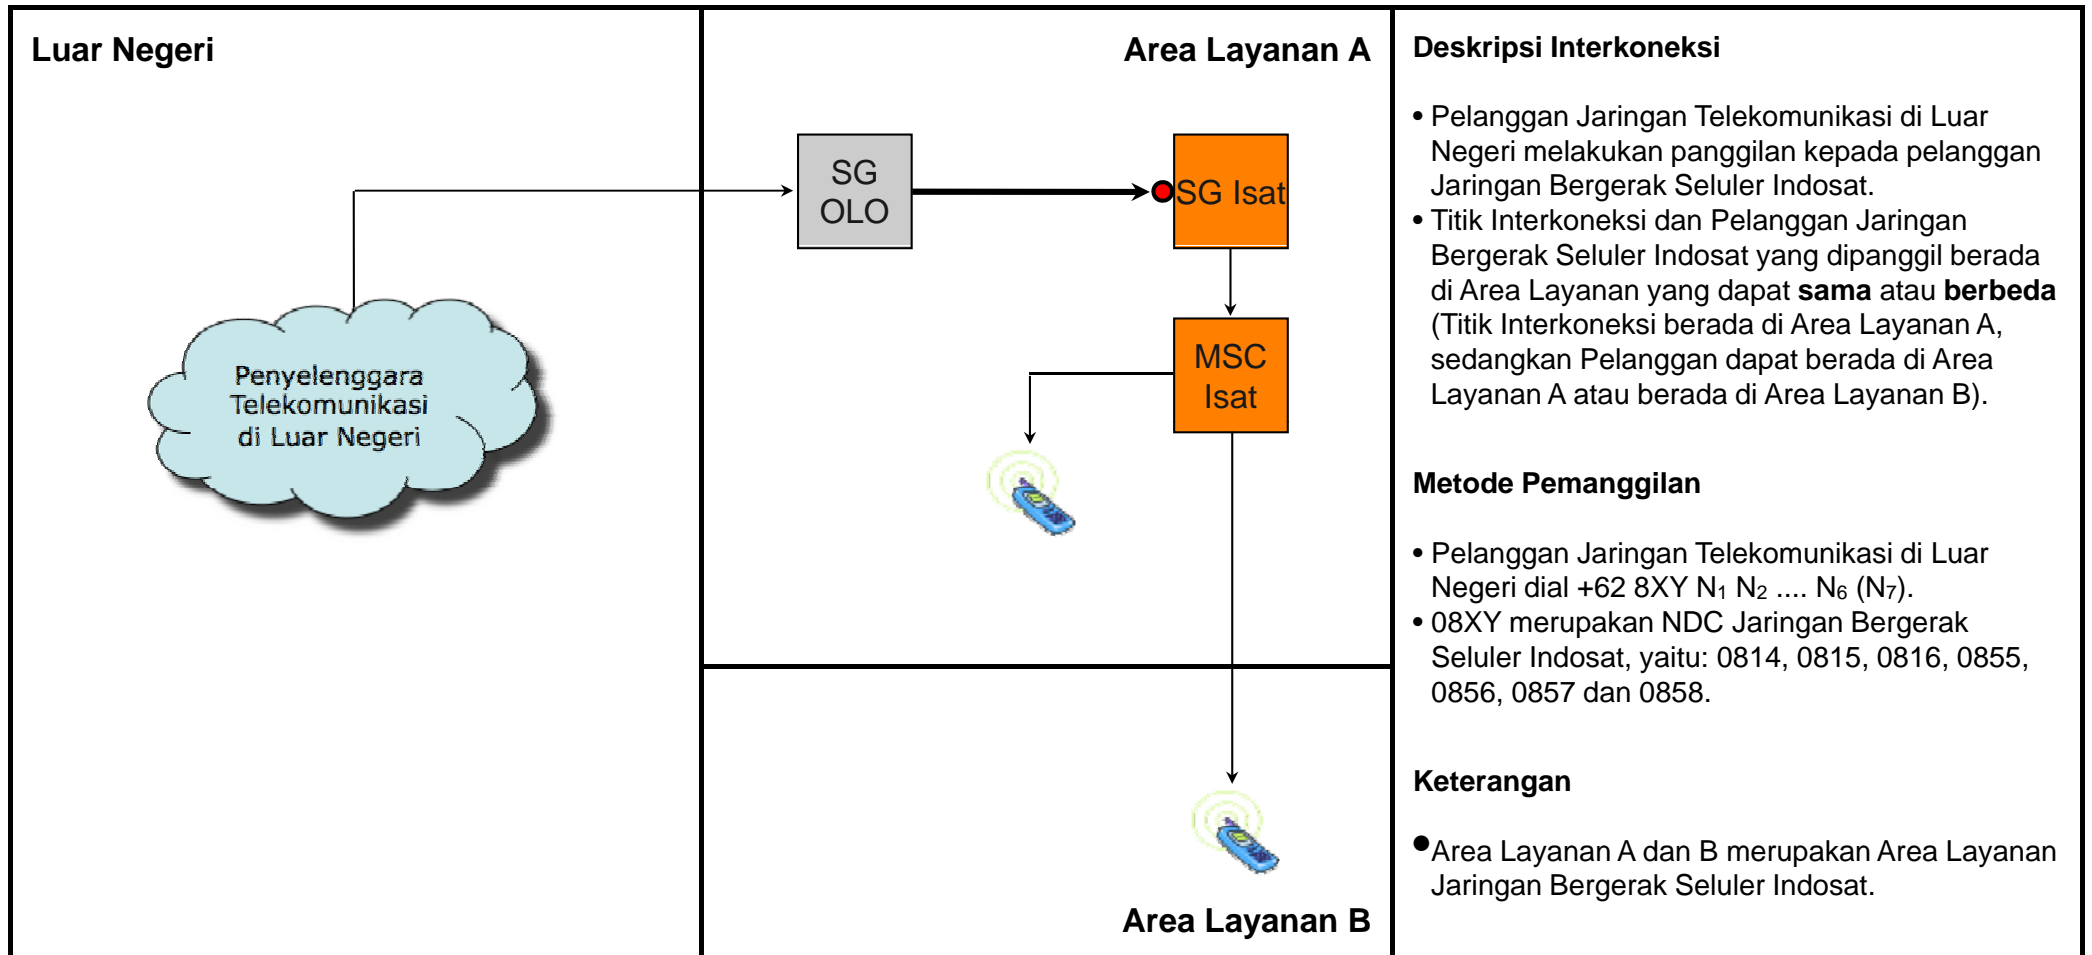 Luar Negeri
Penyelenggara
Telekomunikasi
di Luar Negeri
Area Layanan A
SG
OLO
SG Isat
MSC
Isat
Area Layanan B
Deskripsi Interkoneksi
• Pelanggan Jaringan Telekomunikasi di Luar
Negeri melakukan panggilan kepada pelanggan
Jaringan Bergerak Seluler Indosat.
• Titik Interkoneksi dan Pelanggan Jaringan
Bergerak Seluler Indosat yang dipanggil berada
di Area Layanan yang dapat sama atau berbeda
(Titik Interkoneksi berada di Area Layanan A,
sedangkan Pelanggan dapat berada di Area
Layanan A atau berada di Area Layanan B).
Metode Pemanggilan
• Pelanggan Jaringan Telekomunikasi di Luar
Negeri dial +62 8XY N₁ N₂ .... N₆ (N₇).
• 08XY merupakan NDC Jaringan Bergerak
Seluler Indosat, yaitu: 0814, 0815, 0816, 0855,
0856, 0857 dan 0858.
Keterangan
•Area Layanan A dan B merupakan Area Layanan
Jaringan Bergerak Seluler Indosat.